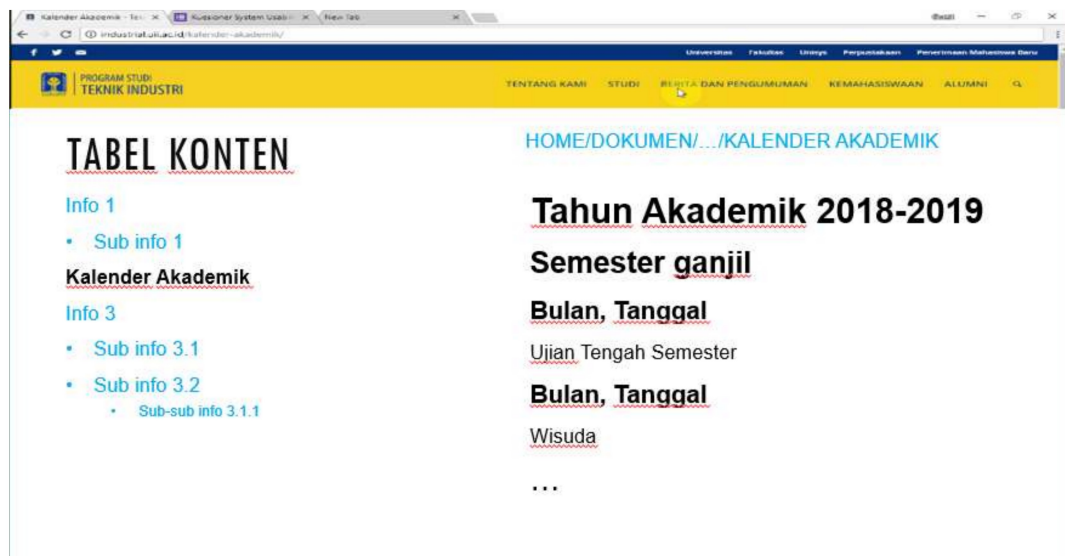 Kalender Akademik - Te
Kuesioner System Usab
New Tab
industrial.uii.ac.id/kalender-akademik/
Universitas Fakultas Unisys Perpustakaan Penerimaan Mahasiswa Baru
PROGRAM STUDI
TEKNIK INDUSTRI
TENTANG KAMI STUDI BERITA DAN PENGUMUMAN KEMAHASISWAAN ALUMNI
TABEL KONTEN
Info 1
• Sub info 1
Kalender Akademik
Info 3
• Sub info 3.1
• Sub info 3.2
• Sub-sub info 3.1.1
HOME/DOKUMEN/.../KALENDER AKADEMIK
Tahun Akademik 2018-2019
Semester ganjil
Bulan, Tanggal
Ujian Tengah Semester
Bulan, Tanggal
Wisuda
...